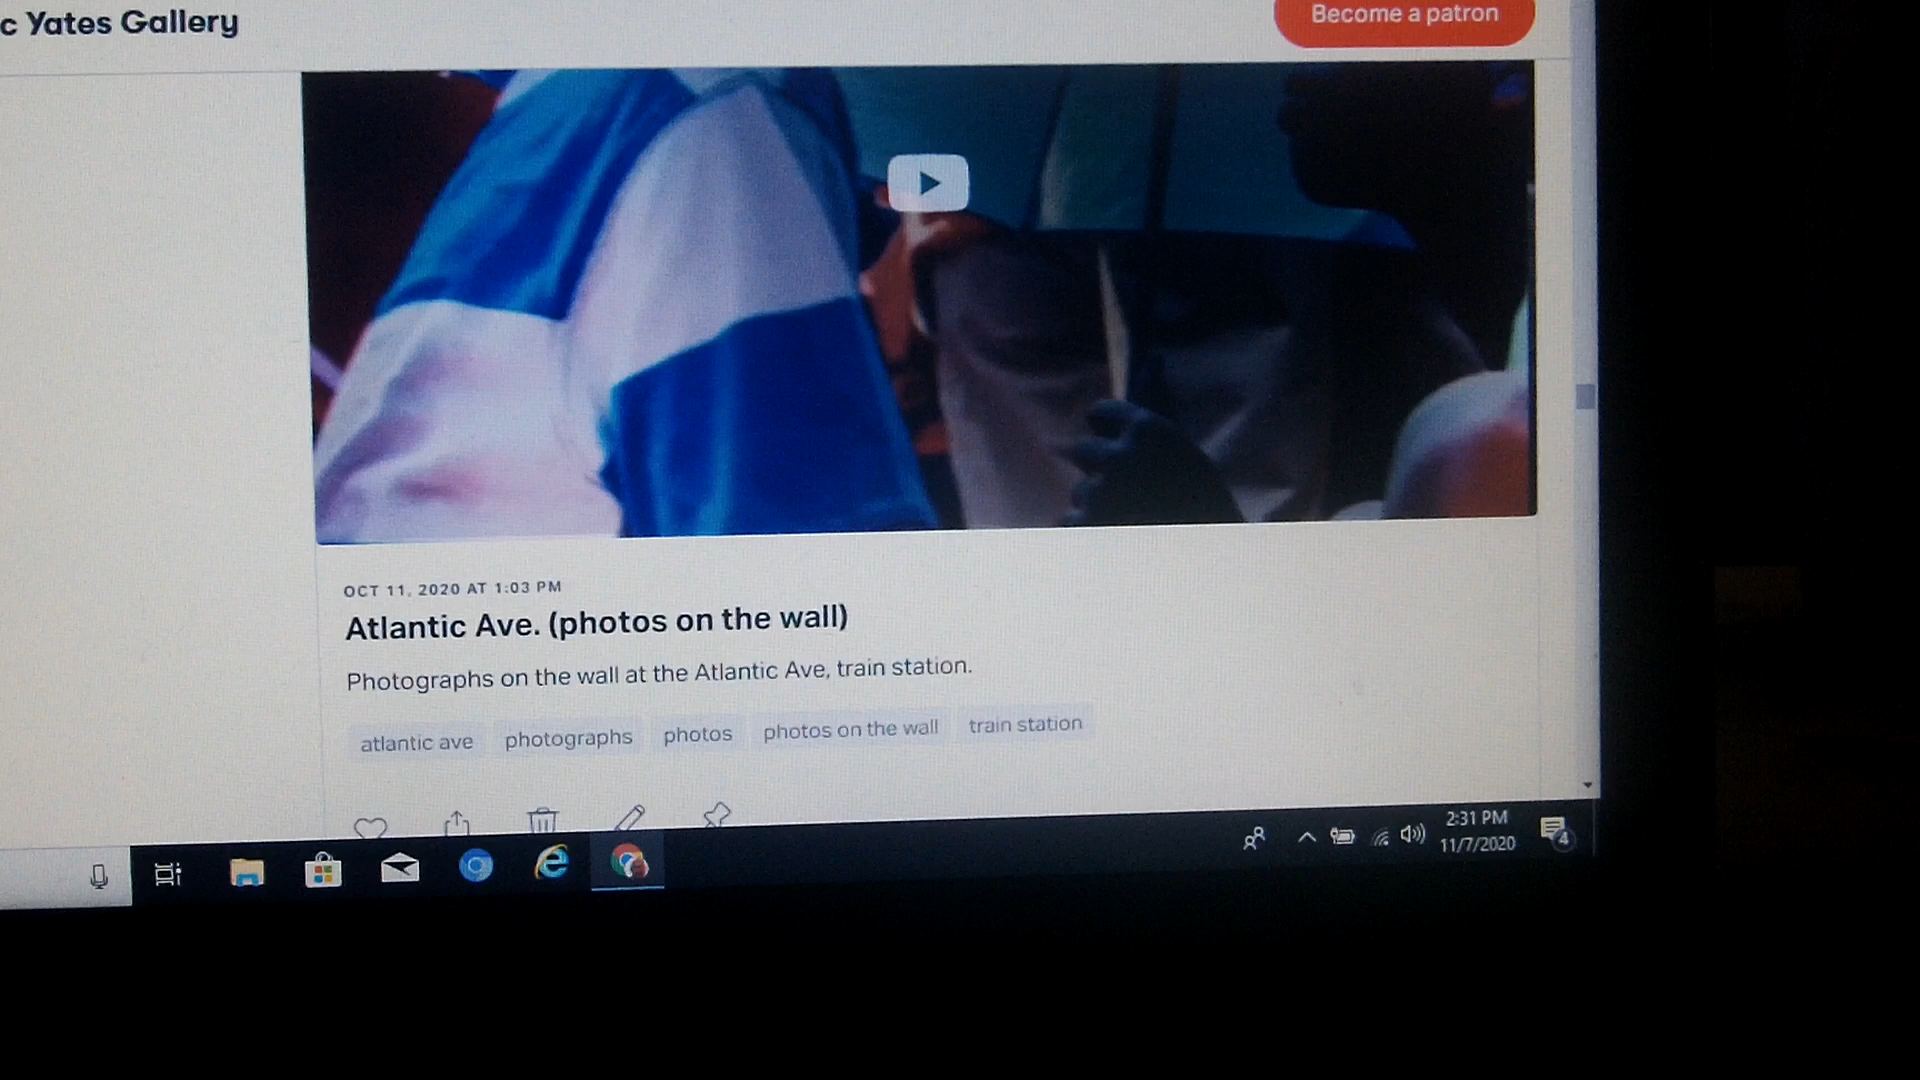 c Yates Gallery
Become a patron
OCT 11, 2020 AT 1:03 PM
Atlantic Ave. (photos on the wall)
Photographs on the wall at the Atlantic Ave, train station.
atlantic ave photographs photos photos on the wall train station
2:31 PM
11/7/2020
4